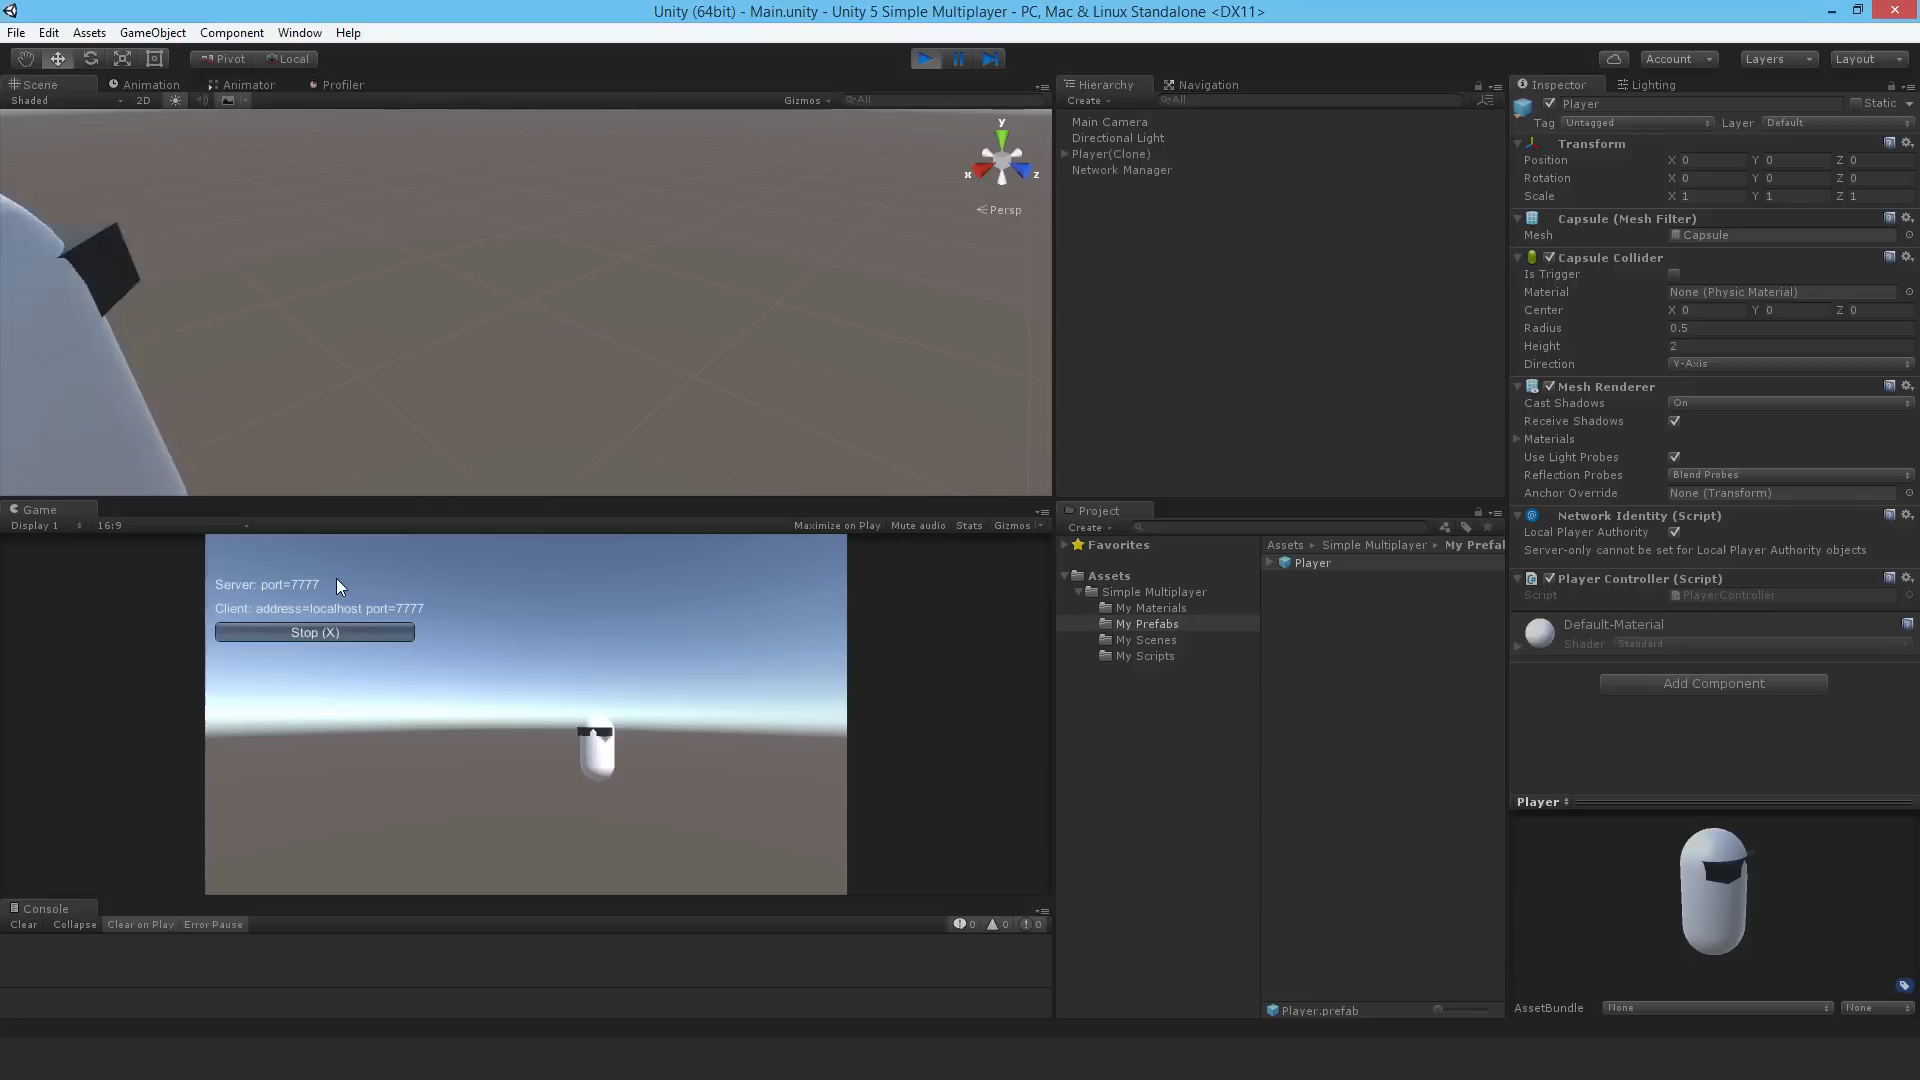 Unity (64bit) - Main.unity - Unity 5 Simple Multiplayer - PC, Mac & Linux Standalone <DX11>
File Edit Assets GameObject Component Window Help
Pivot Local Account Layers Layout
Scene Animation Animator Profiler
Shaded 2D Gizmos All
y
x z
Persp
Hierarchy Navigation
Create All
Main Camera
Directional Light
Player(Clone)
Network Manager
Game
Display 1 16:9 Maximize on Play Mute audio Stats Gizmos
Server: port=7777
Client: address=localhost port=7777
Stop (X)
Console
Clear Collapse Clear on Play Error Pause 0 0 0
Project
Create
Favorites
Assets
Simple Multiplayer
My Materials
My Prefabs
My Scenes
My Scripts
Assets Simple Multiplayer My Prefal
Player
Player.prefab
Inspector Lighting
Player Static
Tag Untagged Layer Default
Transform
Position X 0 Y 0 Z 0
Rotation X 0 Y 0 Z 0
Scale X 1 Y 1 Z 1
Capsule (Mesh Filter)
Mesh Capsule
Capsule Collider
Is Trigger
Material None (Physic Material)
Center X 0 Y 0 Z 0
Radius 0.5
Height 2
Direction Y-Axis
Mesh Renderer
Cast Shadows On
Receive Shadows
Materials
Use Light Probes
Reflection Probes Blend Probes
Anchor Override None (Transform)
Network Identity (Script)
Local Player Authority
Server-only cannot be set for Local Player Authority objects
Player Controller (Script)
Script PlayerController
Default-Material
Shader Standard
Add Component
Player
AssetBundle None None